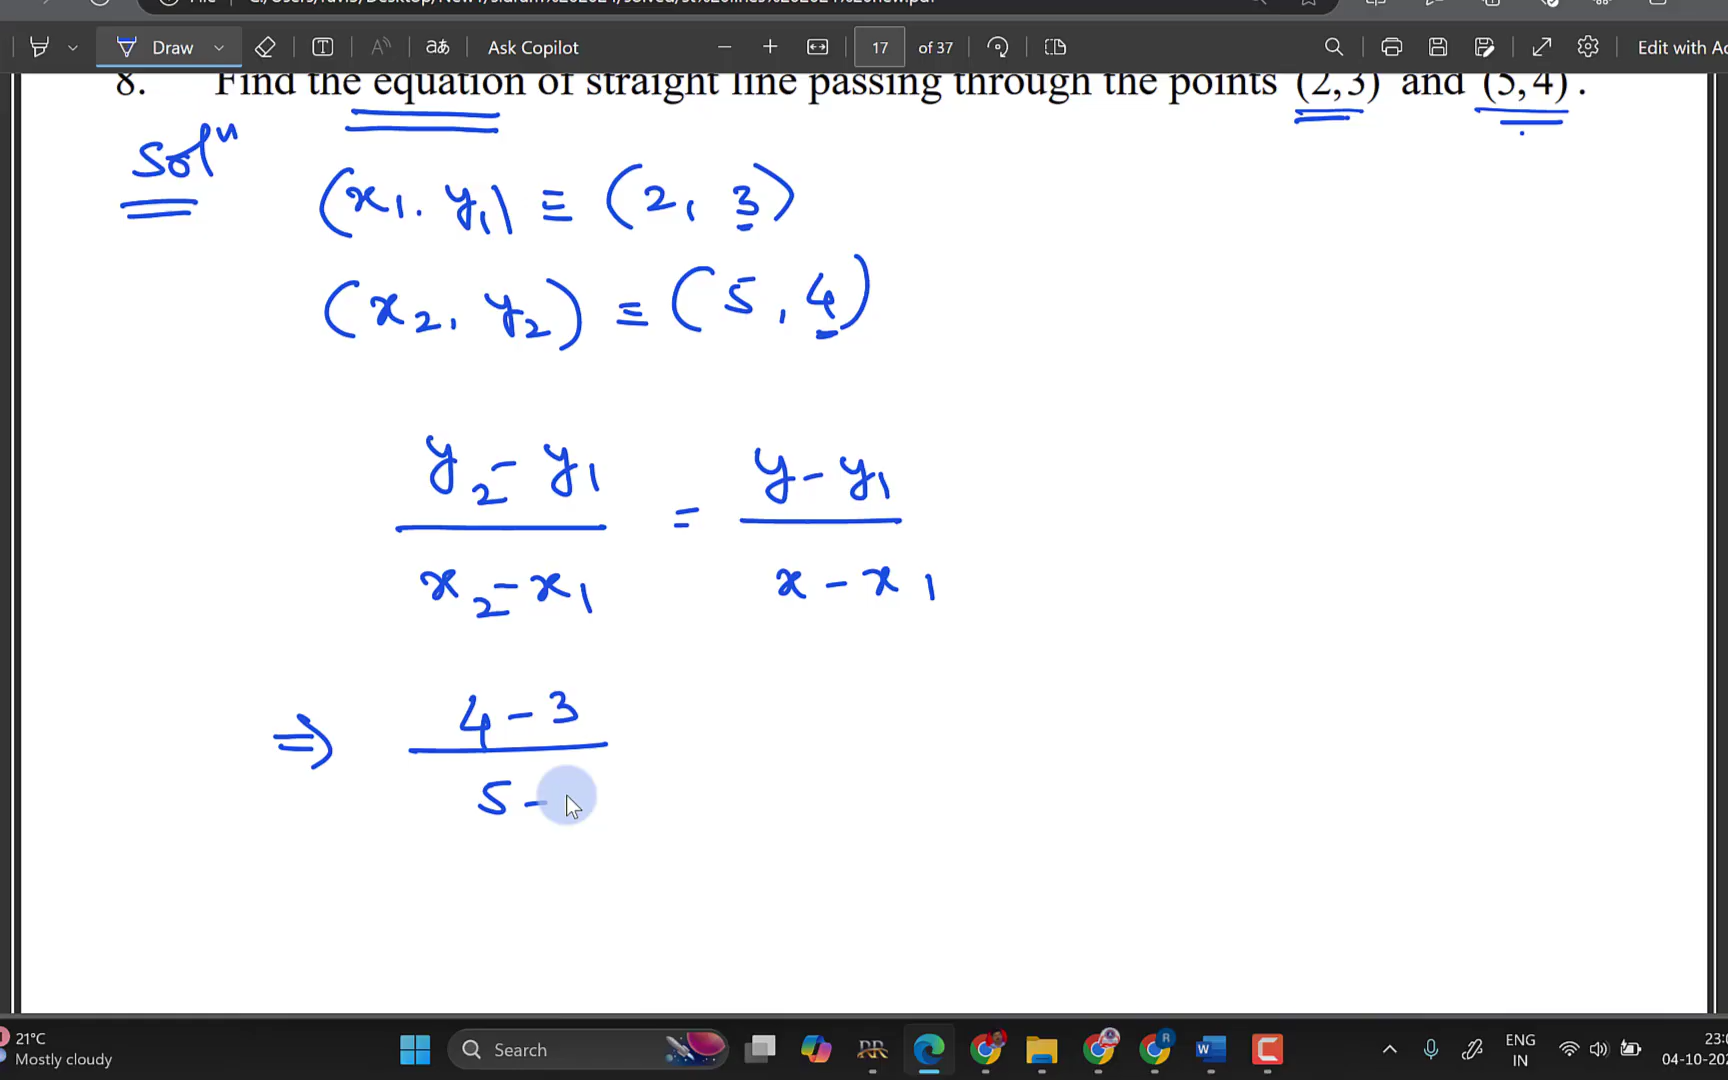 Draw
Ask Copilot
17 of 37
Edit with Ac
8. Find the equation of straight line passing through the points (2,3) and (5,4).
Solⁿ
(x₁. y₁) ≡ (2, 3)
(x₂, y₂) ≡ (5, 4)
y₂ - y₁ = y - y₁
x₂ - x₁ x - x₁
⇒ 4 - 3
5 -
21°C
Mostly cloudy
Search
ENG
IN
04-10-20